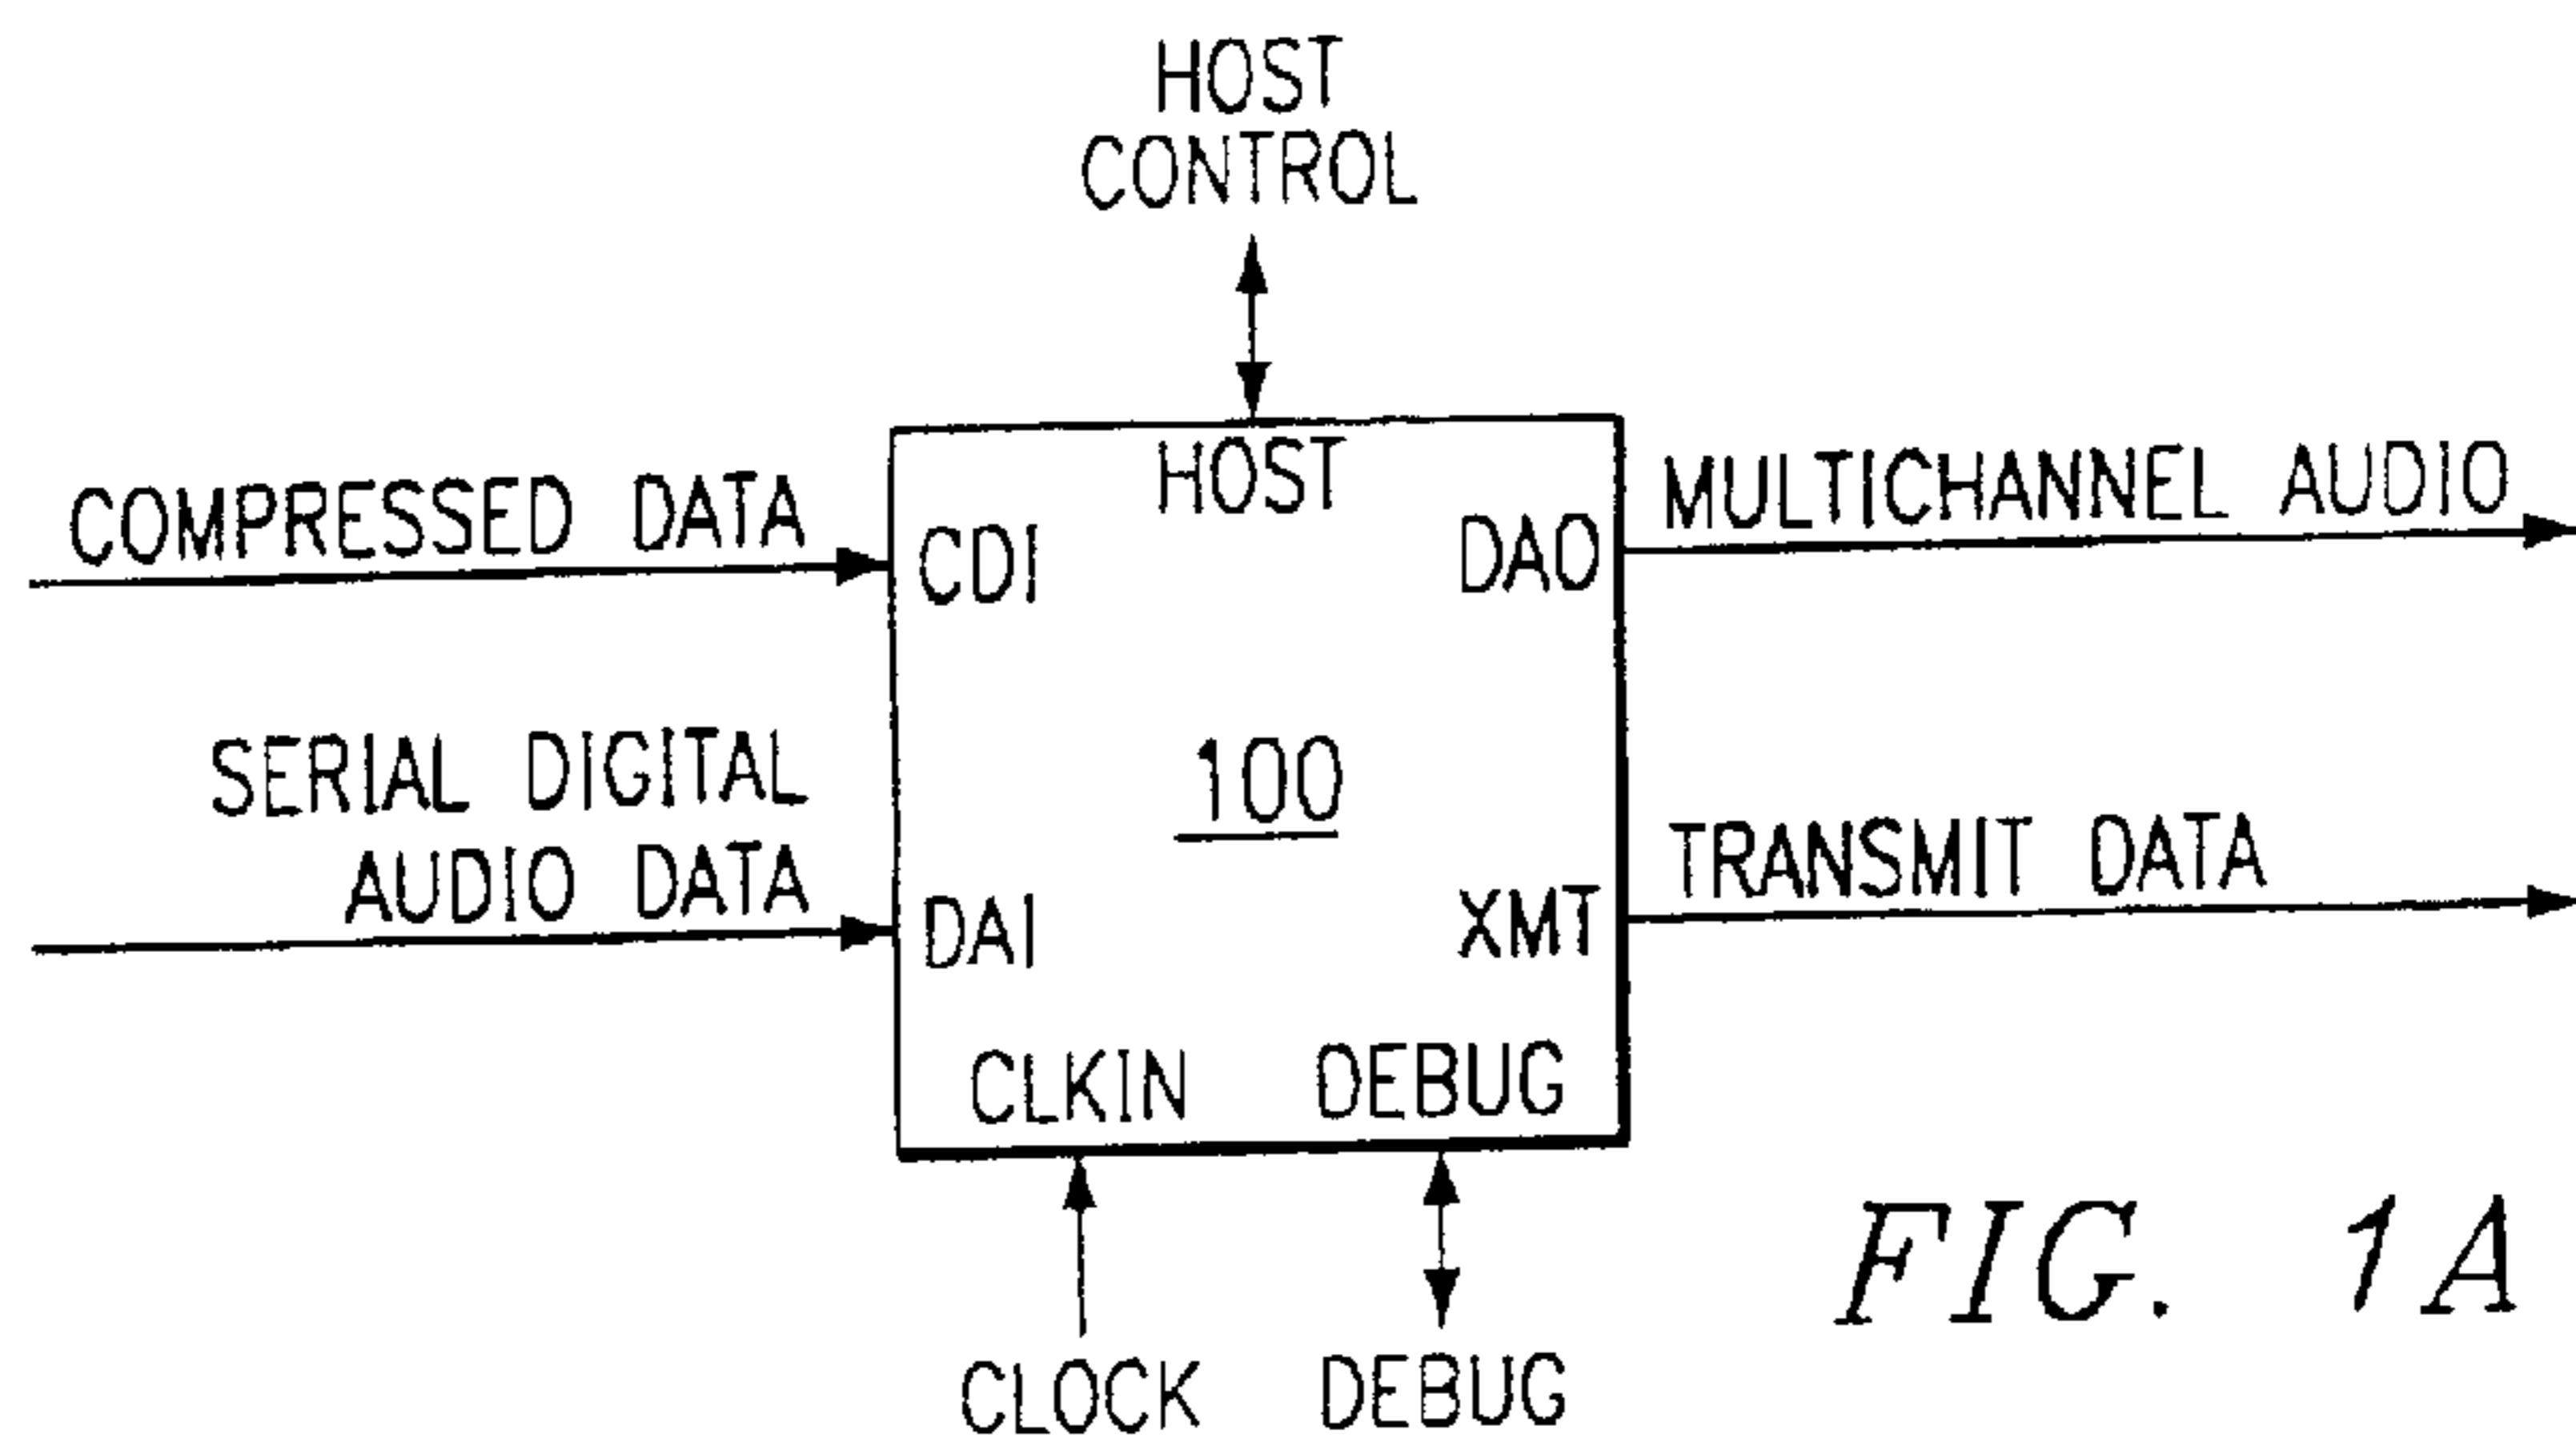 HOST
CONTROL
HOST
COMPRESSED DATA
CDI
DAO
MULTICHANNEL AUDIO
SERIAL DIGITAL
AUDIO DATA
100
DAI
XMT
TRANSMIT DATA
CLKIN
DEBUG
CLOCK
DEBUG
FIG. 1A